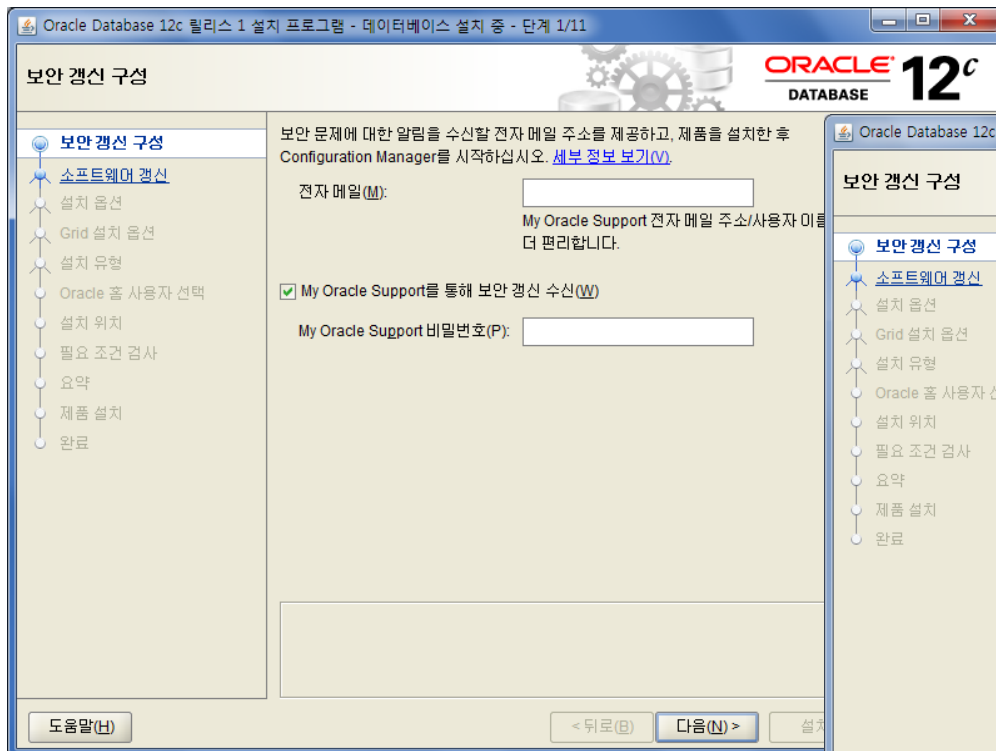 Oracle Database 12c 릴리스 1 설치 프로그램 - 데이터베이스 설치 중 - 단계 1/11
보안 갱신 구성
ORACLE
DATABASE
12c
보안 갱신 구성
소프트웨어 갱신
설치 옵션
Grid 설치 옵션
설치 유형
Oracle 홈 사용자 선택
설치 위치
필요 조건 검사
요약
제품 설치
완료
보안 문제에 대한 알림을 수신할 전자 메일 주소를 제공하고, 제품을 설치한 후
Configuration Manager를 시작하십시오. 세부 정보 보기(V).
전자 메일(M):
My Oracle Support 전자 메일 주소/사용자 이를
더 편리합니다.
My Oracle Support를 통해 보안 갱신 수신(W)
My Oracle Support 비밀번호(P):
도움말(H)
< 뒤로(B)
다음(N) >
설치
Oracle Database 12c
보안 갱신 구성
보안 갱신 구성
소프트웨어 갱신
설치 옵션
Grid 설치 옵션
설치 유형
Oracle 홈 사용자
설치 위치
필요 조건 검사
요약
제품 설치
완료